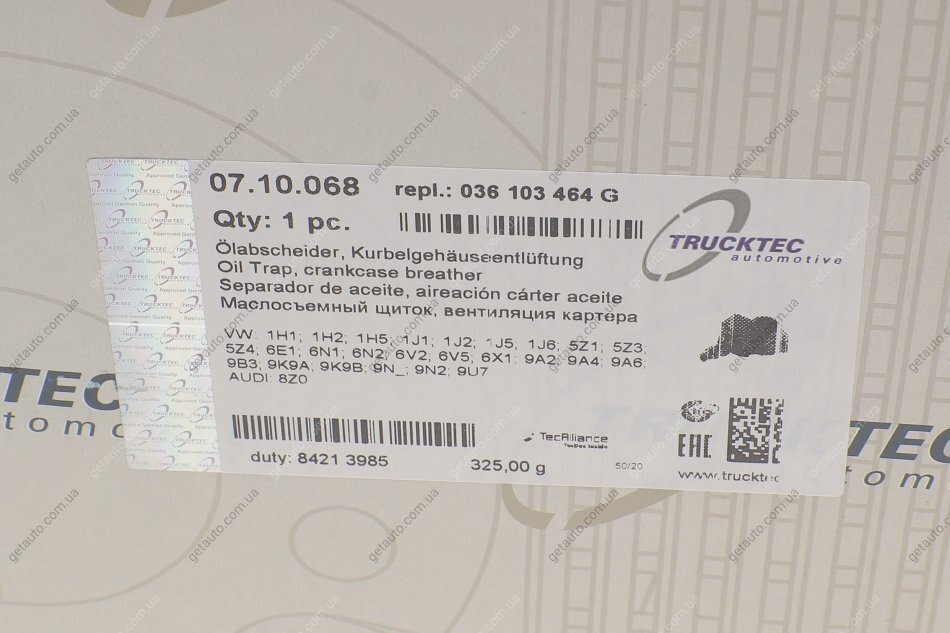 07.10.068 repl.: 036 103 464 G
Qty: 1 pc.
TRUCKTEC
automotive
Ölabscheider, Kurbelgehäuseentlüftung
Oil Trap, crankcase breather
Separador de aceite, aireación cárter aceite
Маслосъемный щиток, вентиляция картера
VW: 1H1; 1H2; 1H5; 1J1; 1J2; 1J5; 1J6; 5Z1; 5Z3;
5Z4; 6E1; 6N1; 6N2; 6V2; 6V5; 6X1; 9A2; 9A4; 9A6;
9B3; 9K9A; 9K9B; 9N_; 9N2; 9U7
AUDI: 8Z0
TecAlliance
TecDoc Inside
EAC
duty: 8421 3985 325,00 g 50/20
www.trucktec
getauto.com.ua